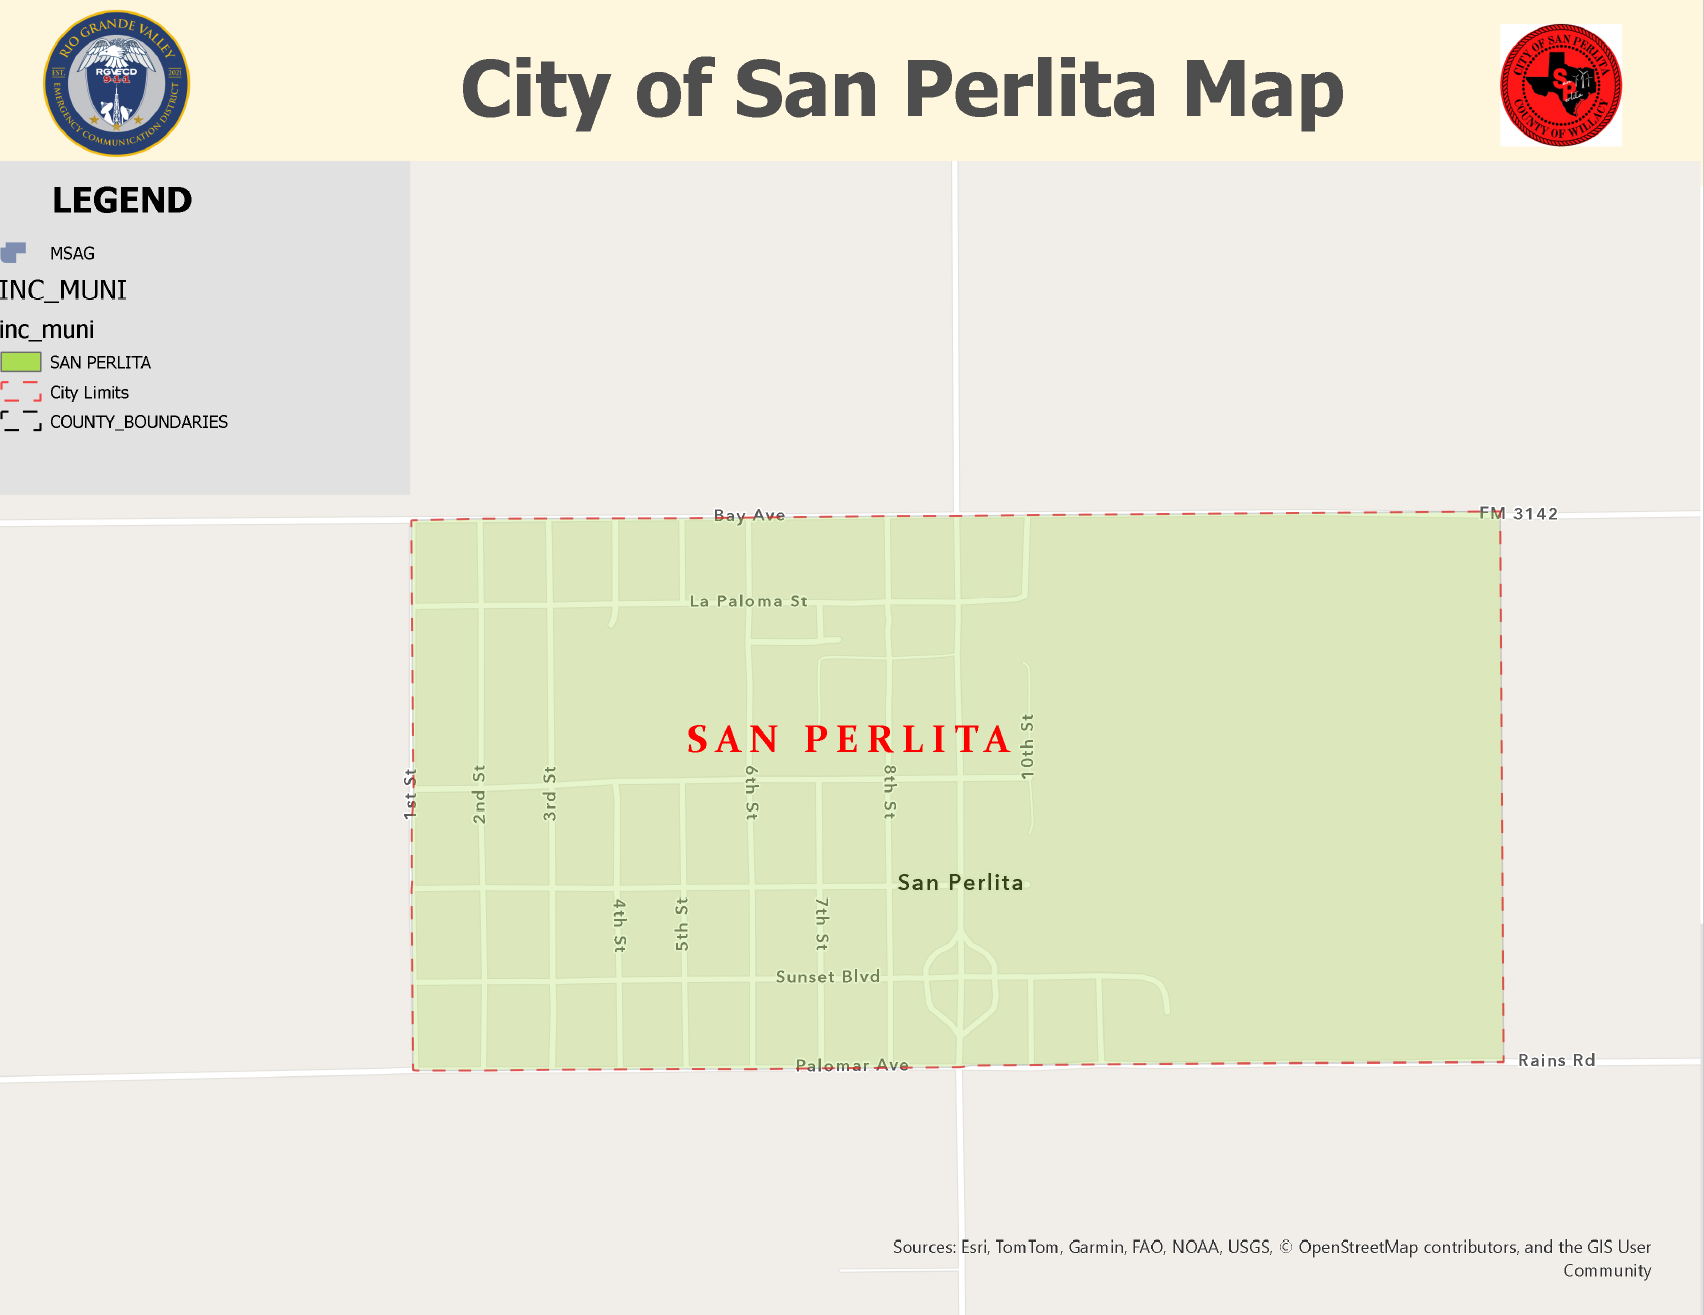 RIO GRANDE VALLEY
EST.
2021
RGVECD
9-1-1
EMERGENCY COMMUNICATION DISTRICT
City of San Perlita Map
CITY OF SAN PERLITA
SP
COUNTY OF WILLACY
LEGEND
MSAG
INC_MUNI
inc_muni
SAN PERLITA
City Limits
COUNTY_BOUNDARIES
Bay Ave
FM 3142
La Paloma St
SAN PERLITA
10th St
1st St
2nd St
3rd St
6th St
8th St
San Perlita
4th St
5th St
7th St
Sunset Blvd
Palomar Ave
Rains Rd
Sources: Esri, TomTom, Garmin, FAO, NOAA, USGS, © OpenStreetMap contributors, and the GIS User
Community